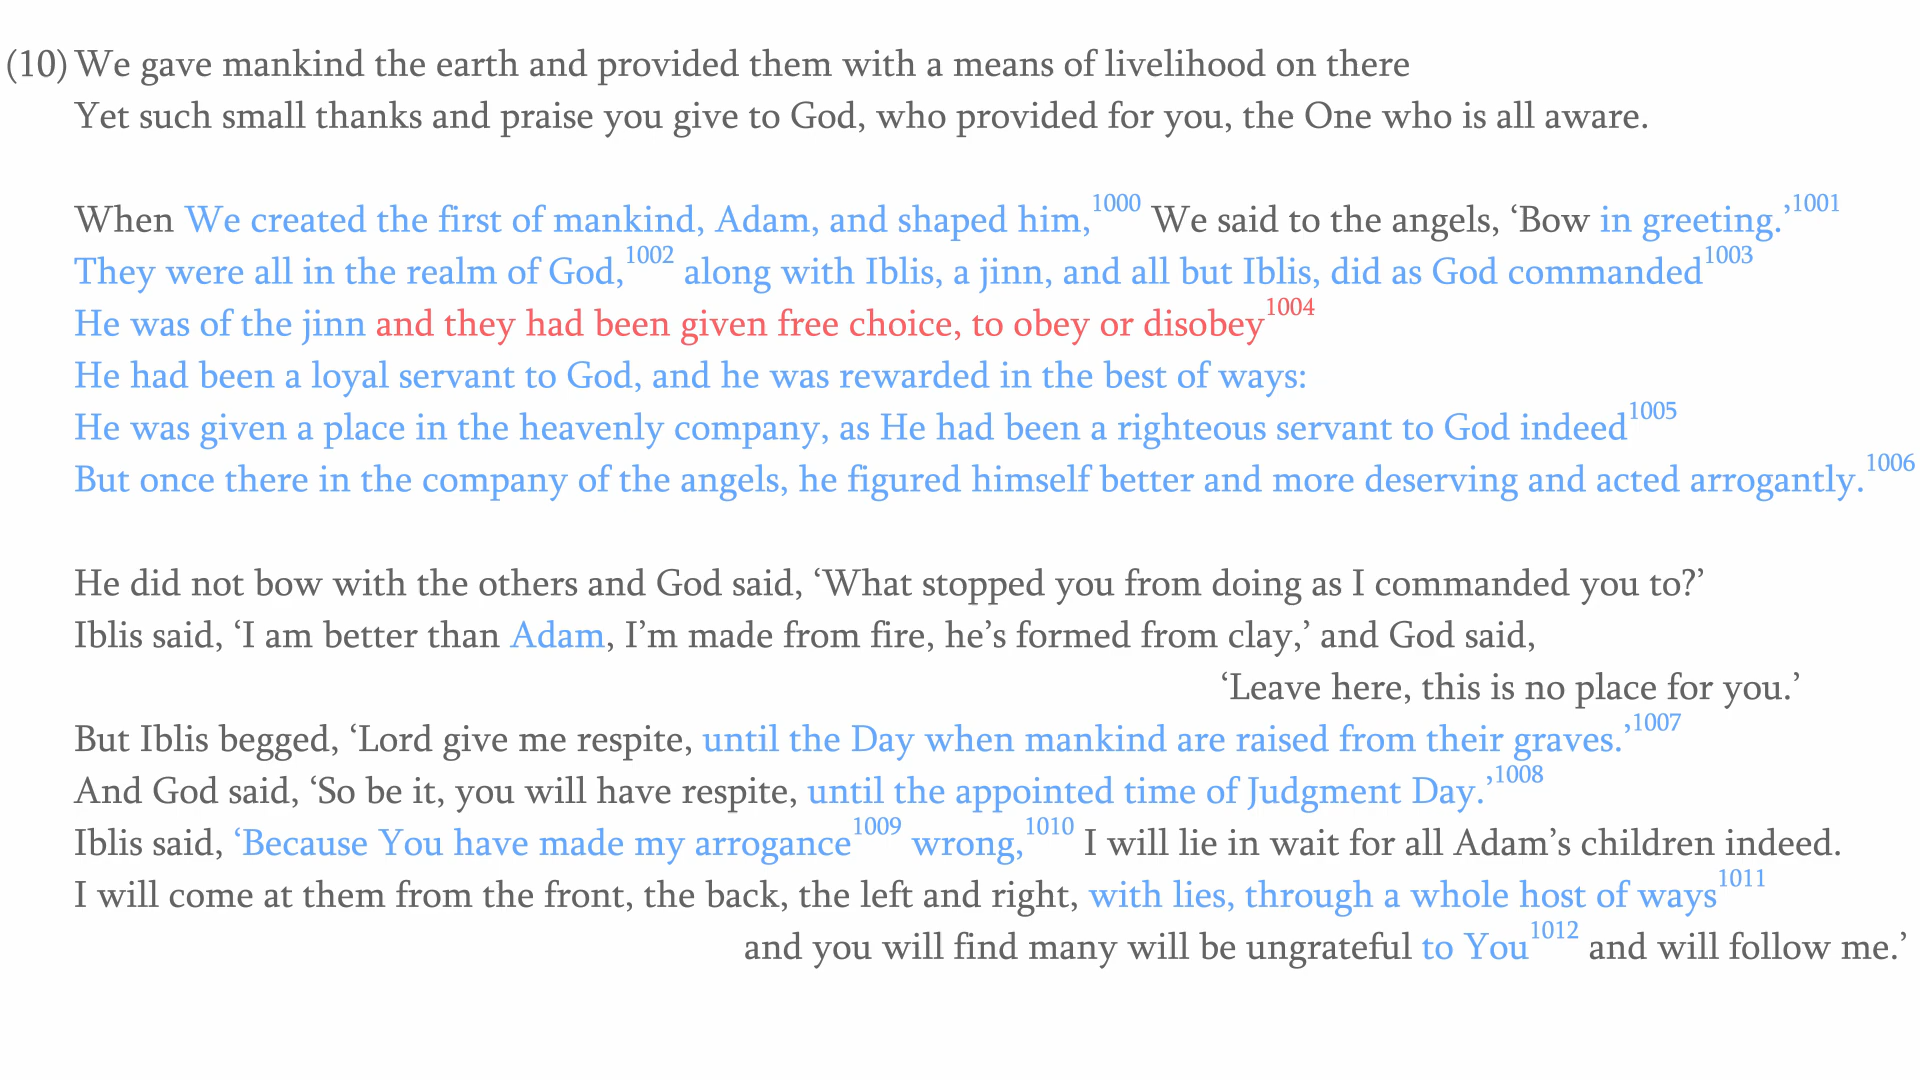 (10) We gave mankind the earth and provided them with a means of livelihood on there
Yet such small thanks and praise you give to God, who provided for you, the One who is all aware.
When We created the first of mankind, Adam, and shaped him,1000 We said to the angels, ‘Bow in greeting.’1001
They were all in the realm of God,1002 along with Iblis, a jinn, and all but Iblis, did as God commanded1003
He was of the jinn and they had been given free choice, to obey or disobey1004
He had been a loyal servant to God, and he was rewarded in the best of ways:
He was given a place in the heavenly company, as He had been a righteous servant to God indeed1005
But once there in the company of the angels, he figured himself better and more deserving and acted arrogantly.1006
He did not bow with the others and God said, ‘What stopped you from doing as I commanded you to?’
Iblis said, ‘I am better than Adam, I’m made from fire, he’s formed from clay,’ and God said,
‘Leave here, this is no place for you.’
But Iblis begged, ‘Lord give me respite, until the Day when mankind are raised from their graves.’1007
And God said, ‘So be it, you will have respite, until the appointed time of Judgment Day.’1008
Iblis said, ‘Because You have made my arrogance1009 wrong,1010 I will lie in wait for all Adam’s children indeed.
I will come at them from the front, the back, the left and right, with lies, through a whole host of ways1011
and you will find many will be ungrateful to You1012 and will follow me.’